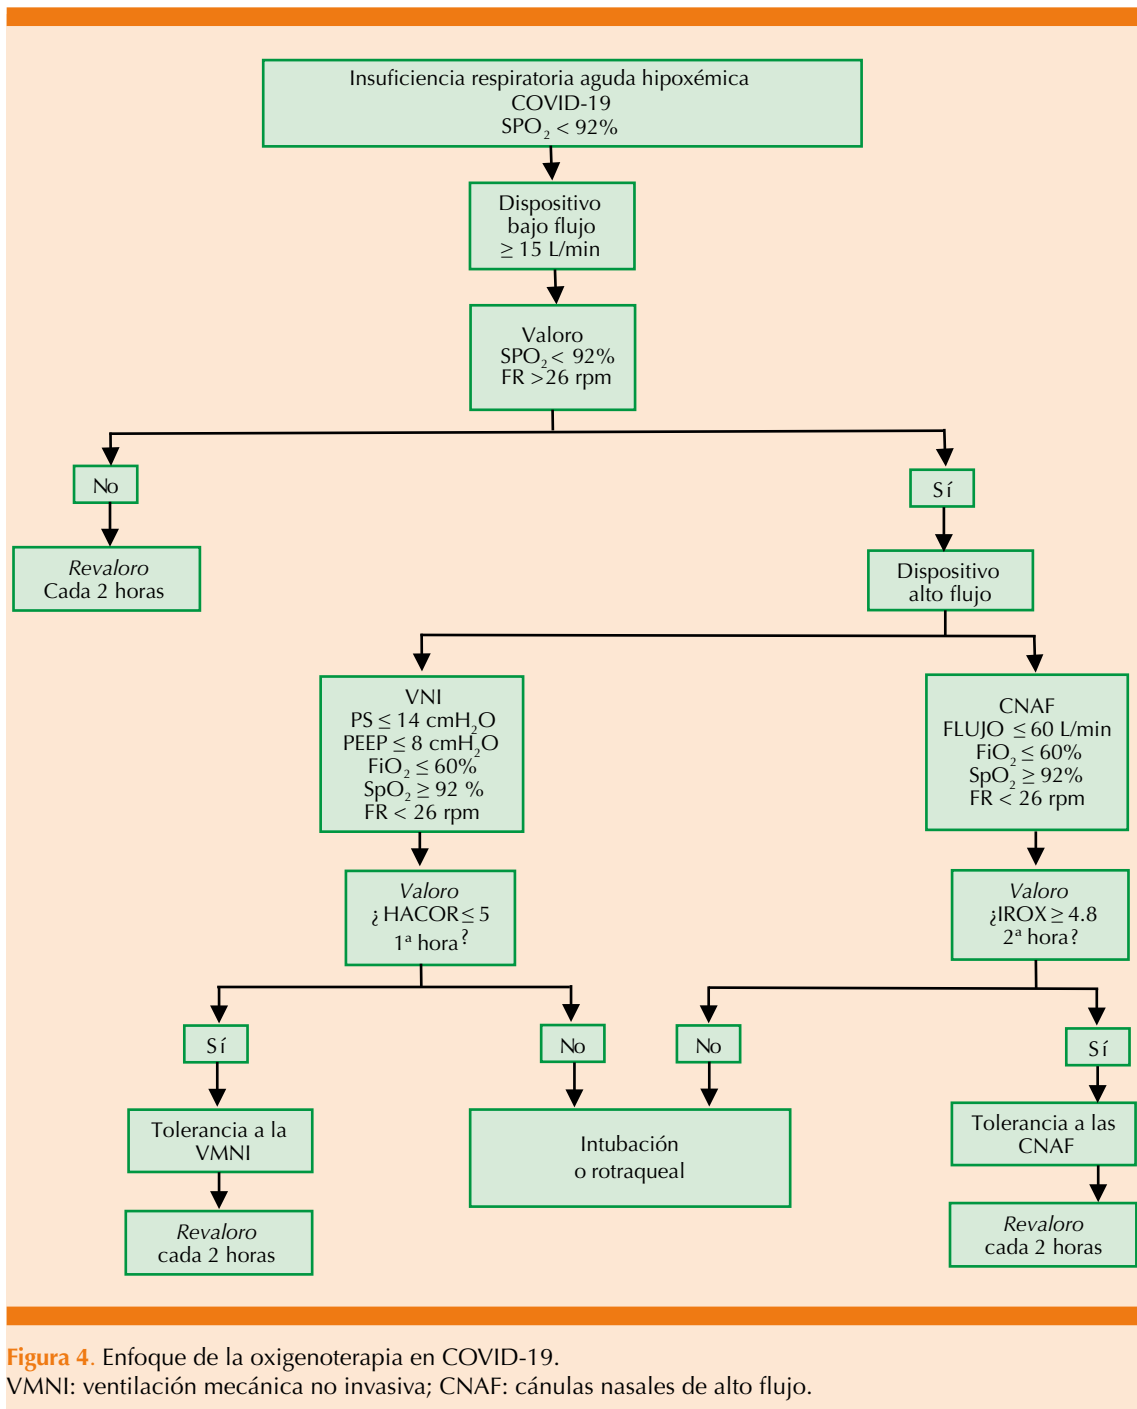 Insuficiencia respiratoria aguda hipoxémica
COVID-19
SPO₂ < 92%
Dispositivo
bajo flujo
≥ 15 L/min
Valoro
SPO₂ < 92%
FR >26 rpm
No
Sí
Revaloro
Cada 2 horas
Dispositivo
alto flujo
VNI
PS ≤ 14 cmH₂O
PEEP ≤ 8 cmH₂O
FiO₂ ≤ 60%
SpO₂ ≥ 92 %
FR < 26 rpm
CNAF
FLUJO ≤ 60 L/min
FiO₂ ≤ 60%
SpO₂ ≥ 92%
FR < 26 rpm
Valoro
¿HACOR ≤ 5
1ª hora?
Valoro
¿IROX ≥ 4.8
2ª hora?
Sí
No
No
Sí
Tolerancia a la
VMNI
Intubación
o rotraqueal
Tolerancia a las
CNAF
Revaloro
cada 2 horas
Revaloro
cada 2 horas
Figura 4. Enfoque de la oxigenoterapia en COVID-19.
VMNI: ventilación mecánica no invasiva; CNAF: cánulas nasales de alto flujo.